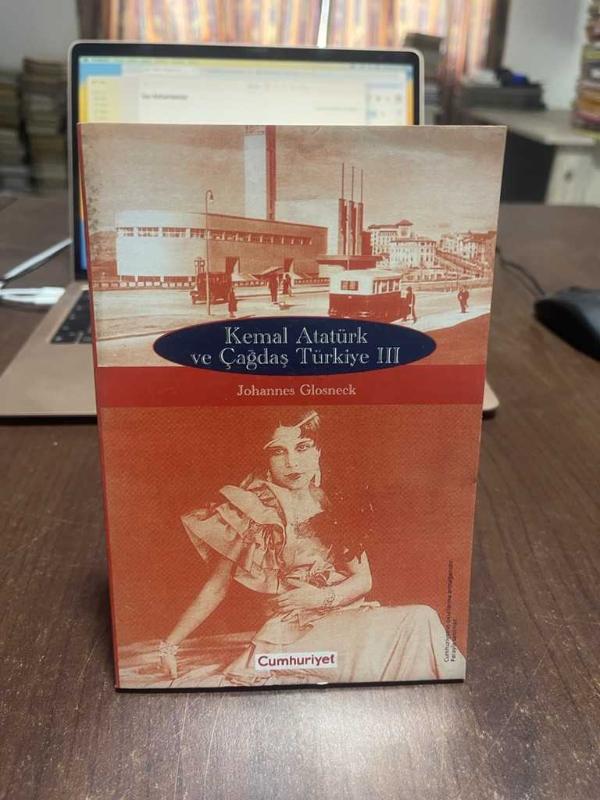 Kemal Atatürk
ve Çağdaş Türkiye III
Johannes Glosneck
Cumhuriyet